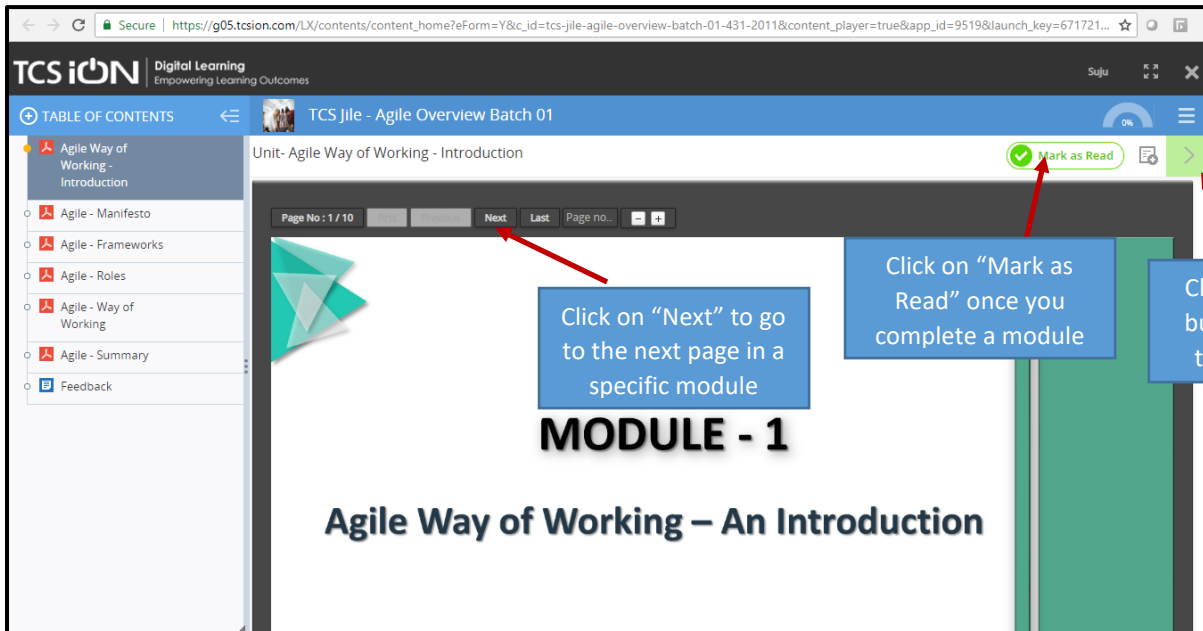 Secure | https://g05.tcsion.com/LX/contents/content_home?eForm=Y&c_id=tcs-jile-agile-overview-batch-01-431-2011&content_player=true&app_id=9519&launch_key=671721...
TCS iON | Digital Learning
Empowering Learning Outcomes
Suju
TABLE OF CONTENTS
TCS Jile - Agile Overview Batch 01
0%
Agile Way of
Working -
Introduction
Agile - Manifesto
Agile - Frameworks
Agile - Roles
Agile - Way of
Working
Agile - Summary
Feedback
Unit- Agile Way of Working - Introduction
Mark as Read
Page No : 1 / 10 First Previous Next Last Page no..
Click on “Next” to go
to the next page in a
specific module
Click on “Mark as
Read” once you
complete a module
MODULE - 1
Agile Way of Working – An Introduction